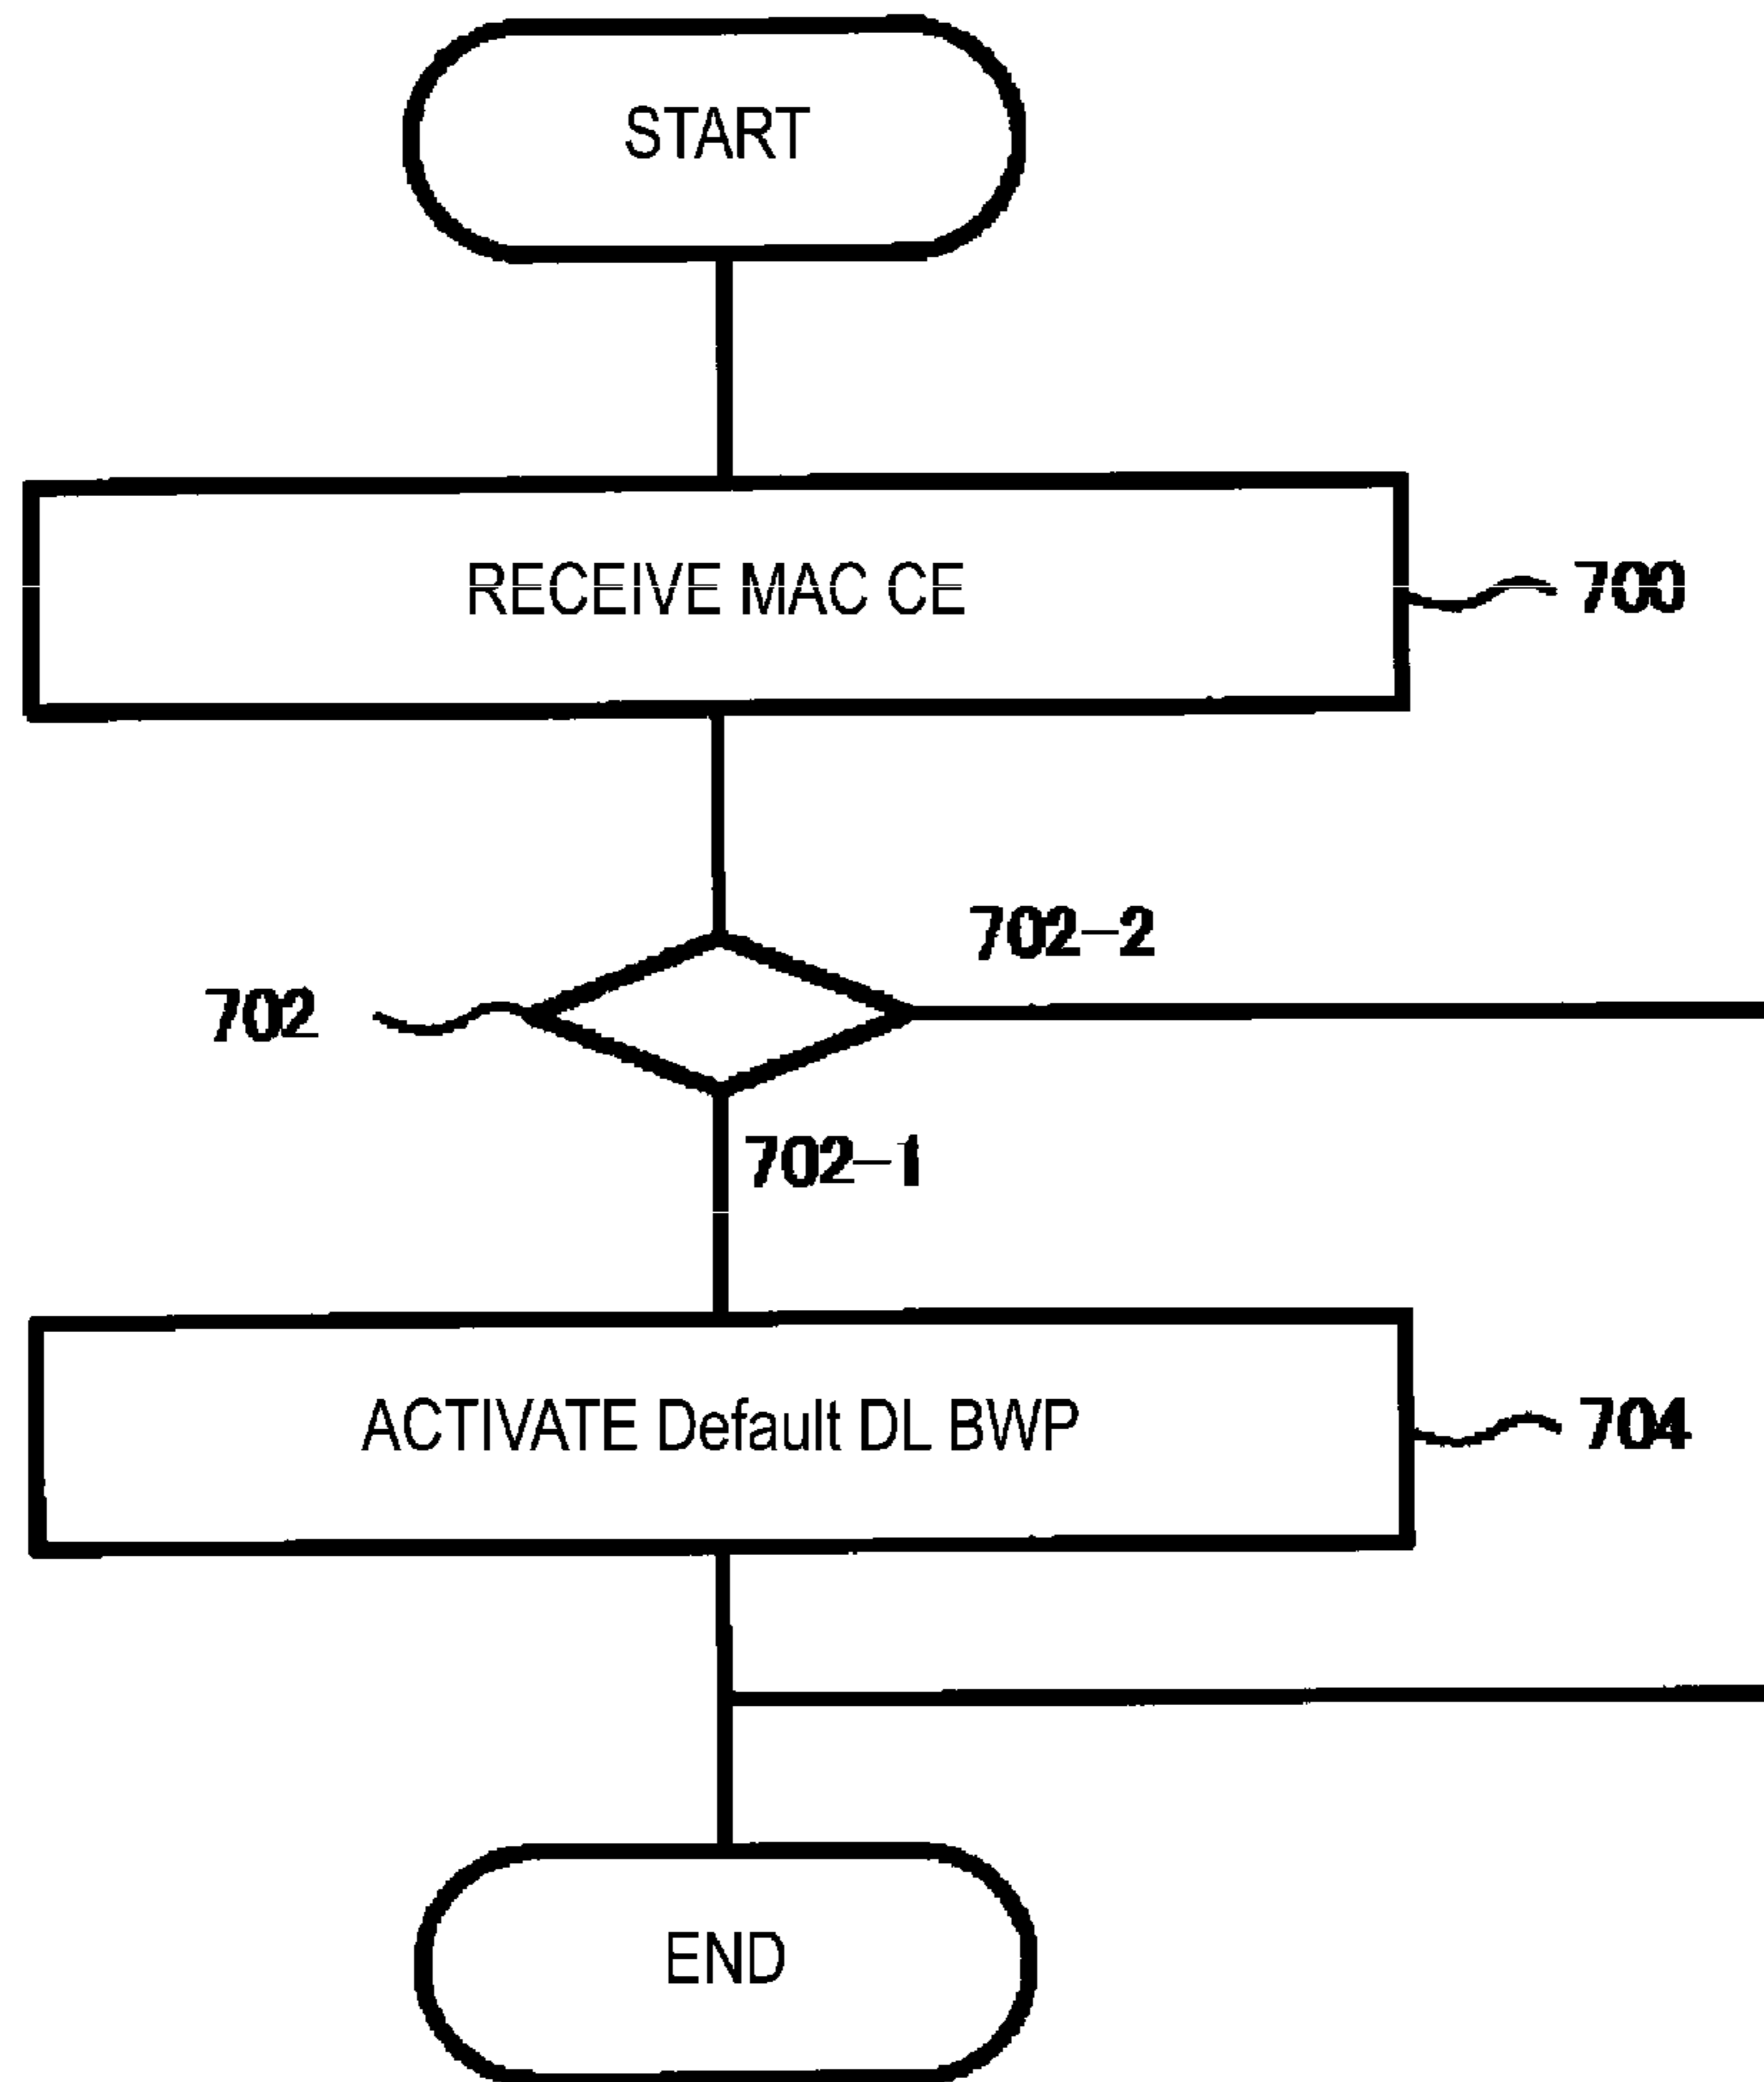 START
RECEIVE MAC CE
700
702-2
702
702-1
ACTIVATE Default DL BWP
704
END